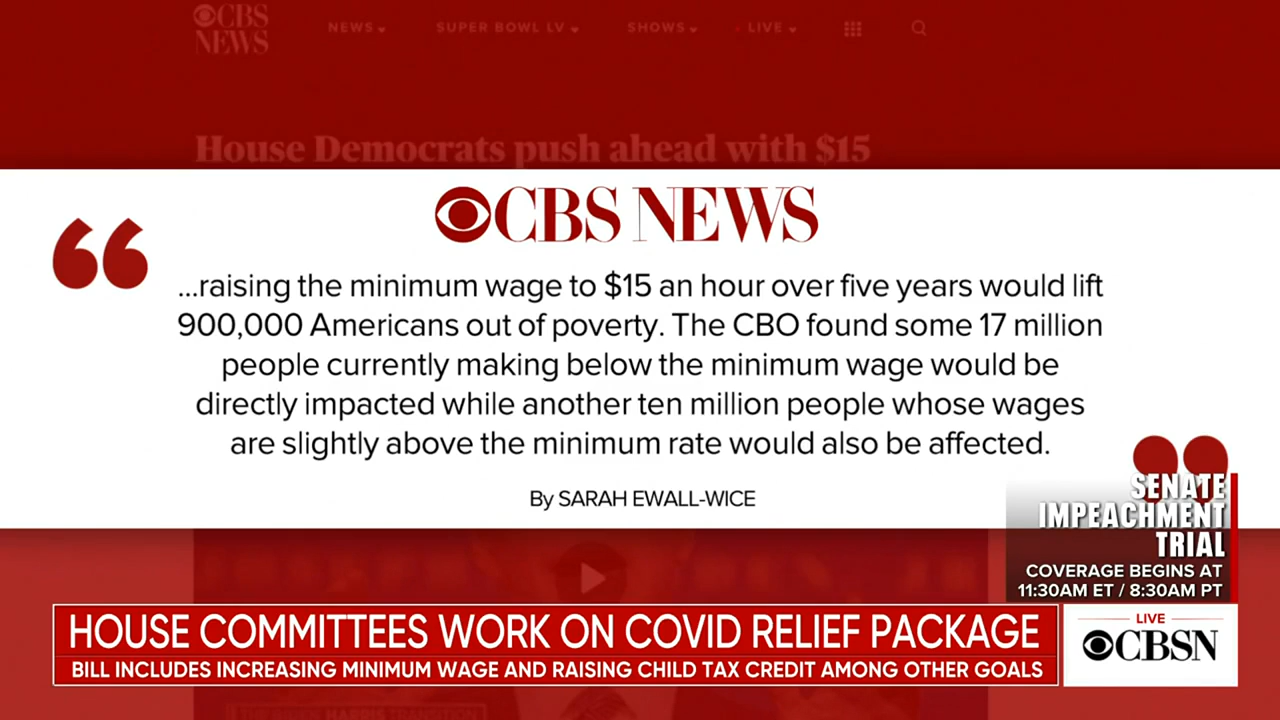 CBS NEWS
NEWS
SUPER BOWL LV
SHOWS
LIVE
House Democrats push ahead with $15
CBS NEWS
“
...raising the minimum wage to $15 an hour over five years would lift
900,000 Americans out of poverty. The CBO found some 17 million
people currently making below the minimum wage would be
directly impacted while another ten million people whose wages
are slightly above the minimum rate would also be affected.
”
By SARAH EWALL-WICE
SENATE
IMPEACHMENT
TRIAL
COVERAGE BEGINS AT
11:30AM ET / 8:30AM PT
HOUSE COMMITTEES WORK ON COVID RELIEF PACKAGE
BILL INCLUDES INCREASING MINIMUM WAGE AND RAISING CHILD TAX CREDIT AMONG OTHER GOALS
LIVE
CBSN